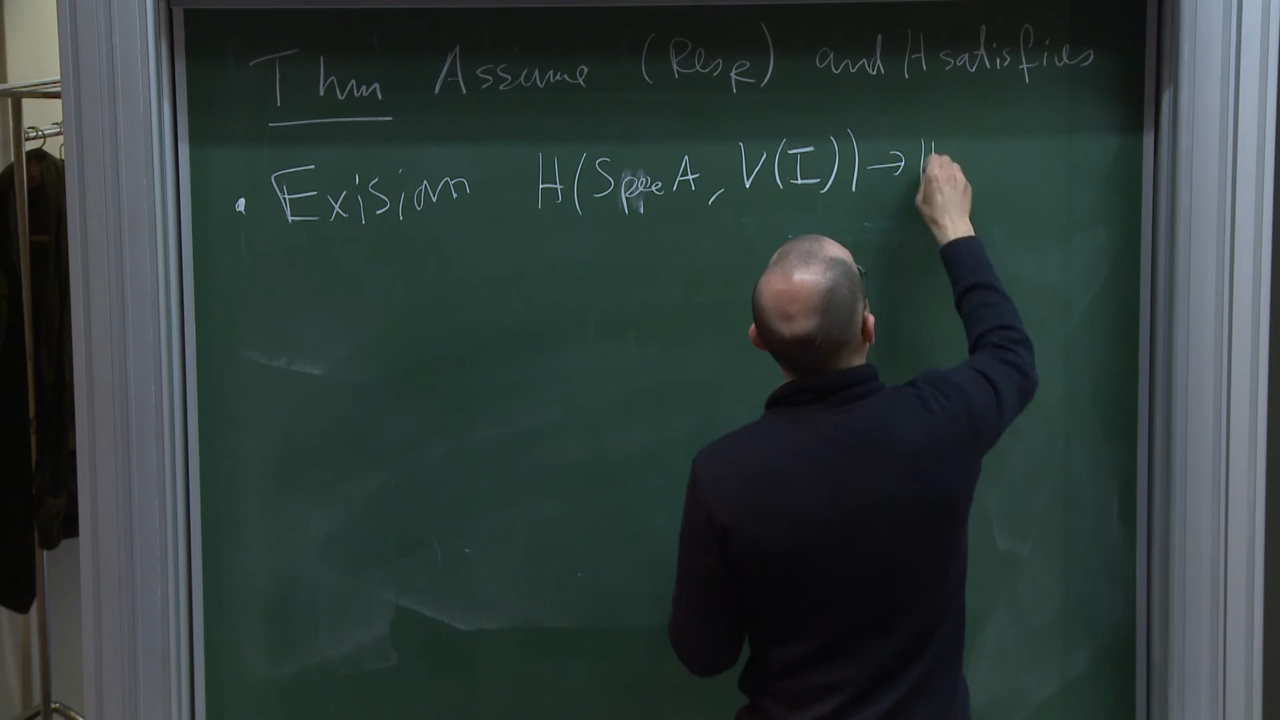 Thm Assume (Res_R) and H satisfies
• Exision H(Spec A, V(I)) → H